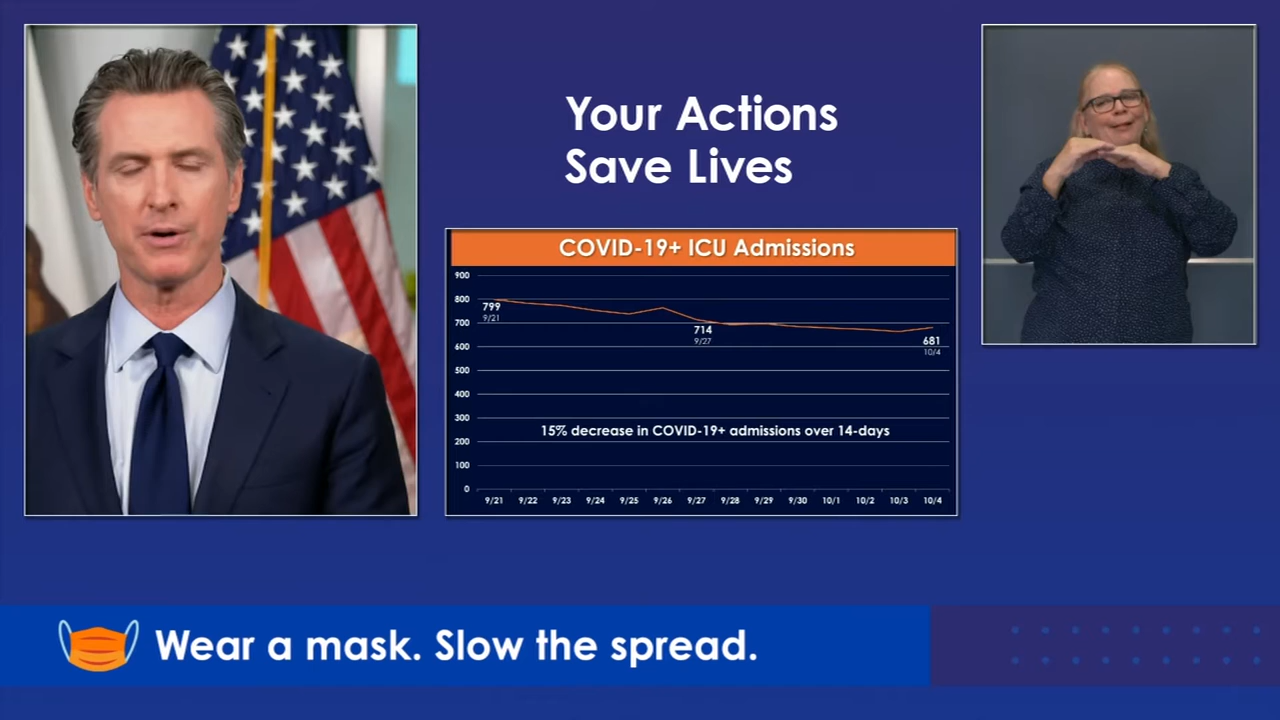 Your Actions
Save Lives
COVID-19+ ICU Admissions
900
800
799
9/21
700
714
9/27
681
10/4
600
500
400
300
15% decrease in COVID-19+ admissions over 14-days
200
100
0
9/21 9/22 9/23 9/24 9/25 9/26 9/27 9/28 9/29 9/30 10/1 10/2 10/3 10/4
Wear a mask. Slow the spread.